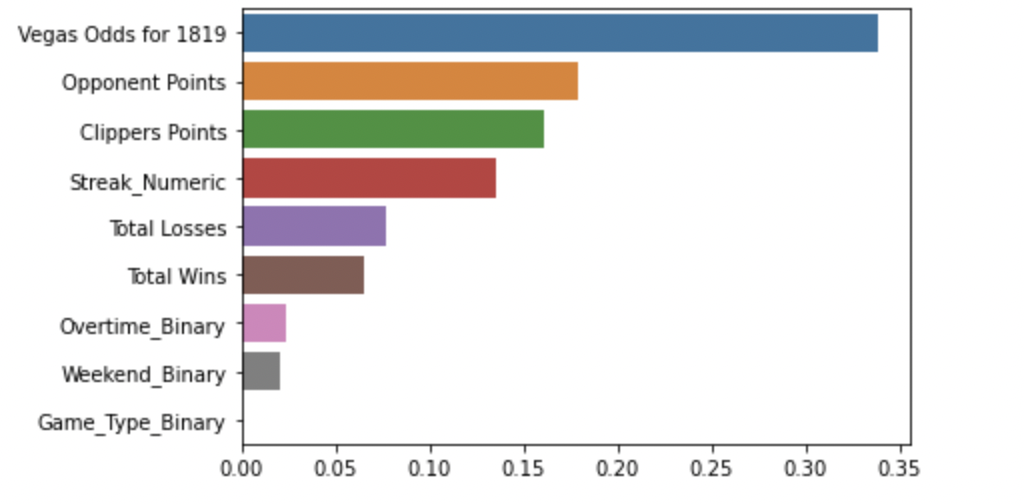 Vegas Odds for 1819
Opponent Points
Clippers Points
Streak_Numeric
Total Losses
Total Wins
Overtime_Binary
Weekend_Binary
Game_Type_Binary
0.00 0.05 0.10 0.15 0.20 0.25 0.30 0.35